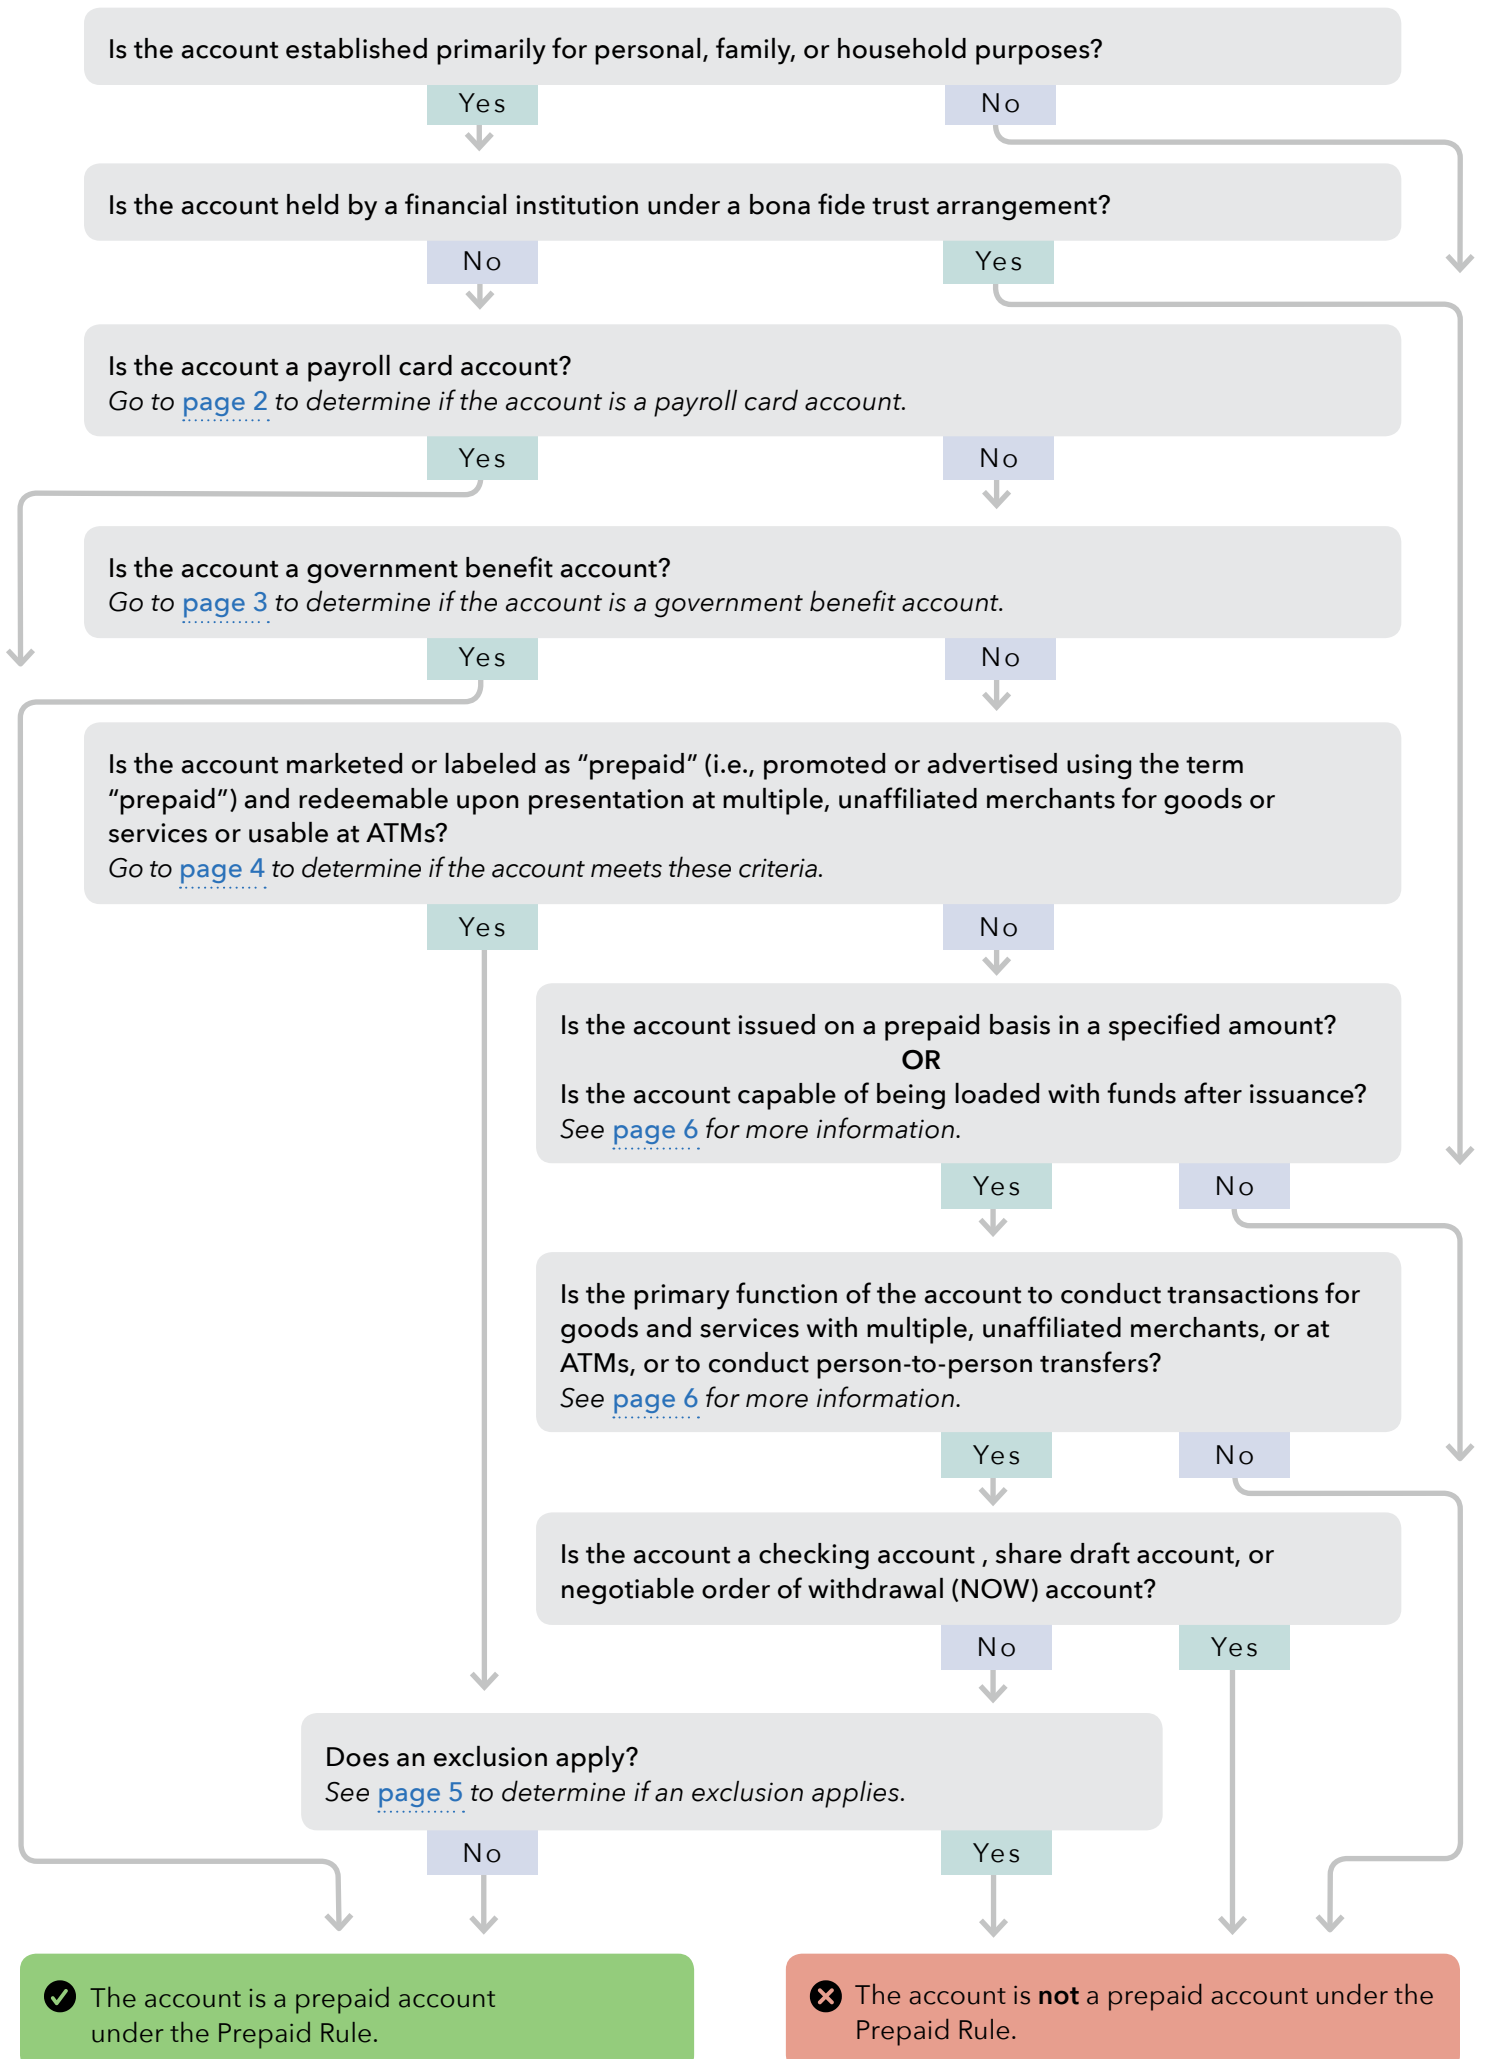 Is the account established primarily for personal, family, or household purposes?
Yes
No
Is the account held by a financial institution under a bona fide trust arrangement?
No
Yes
Is the account a payroll card account?
Go to page 2 to determine if the account is a payroll card account.
Yes
No
Is the account a government benefit account?
Go to page 3 to determine if the account is a government benefit account.
Yes
No
Is the account marketed or labeled as “prepaid” (i.e., promoted or advertised using the term
“prepaid”) and redeemable upon presentation at multiple, unaffiliated merchants for goods or
services or usable at ATMs?
Go to page 4 to determine if the account meets these criteria.
Yes
No
Is the account issued on a prepaid basis in a specified amount?
OR
Is the account capable of being loaded with funds after issuance?
See page 6 for more information.
Yes
No
Is the primary function of the account to conduct transactions for
goods and services with multiple, unaffiliated merchants, or at
ATMs, or to conduct person-to-person transfers?
See page 6 for more information.
Yes
No
Is the account a checking account , share draft account, or
negotiable order of withdrawal (NOW) account?
No
Yes
Does an exclusion apply?
See page 5 to determine if an exclusion applies.
No
Yes
The account is a prepaid account
under the Prepaid Rule.
The account is not a prepaid account under the
Prepaid Rule.